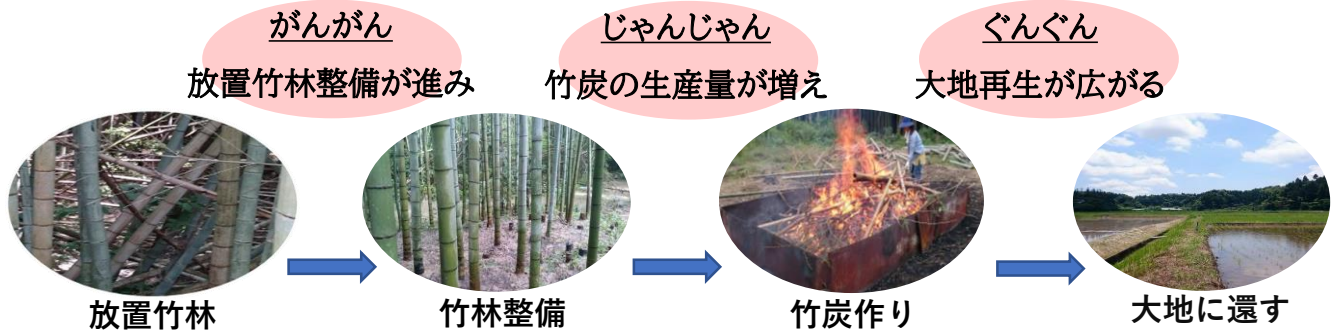 がんがん
放置竹林整備が進み
じゃんじゃん
竹炭の生産量が増え
ぐんぐん
大地再生が広がる
放置竹林
竹林整備
竹炭作り
大地に還す